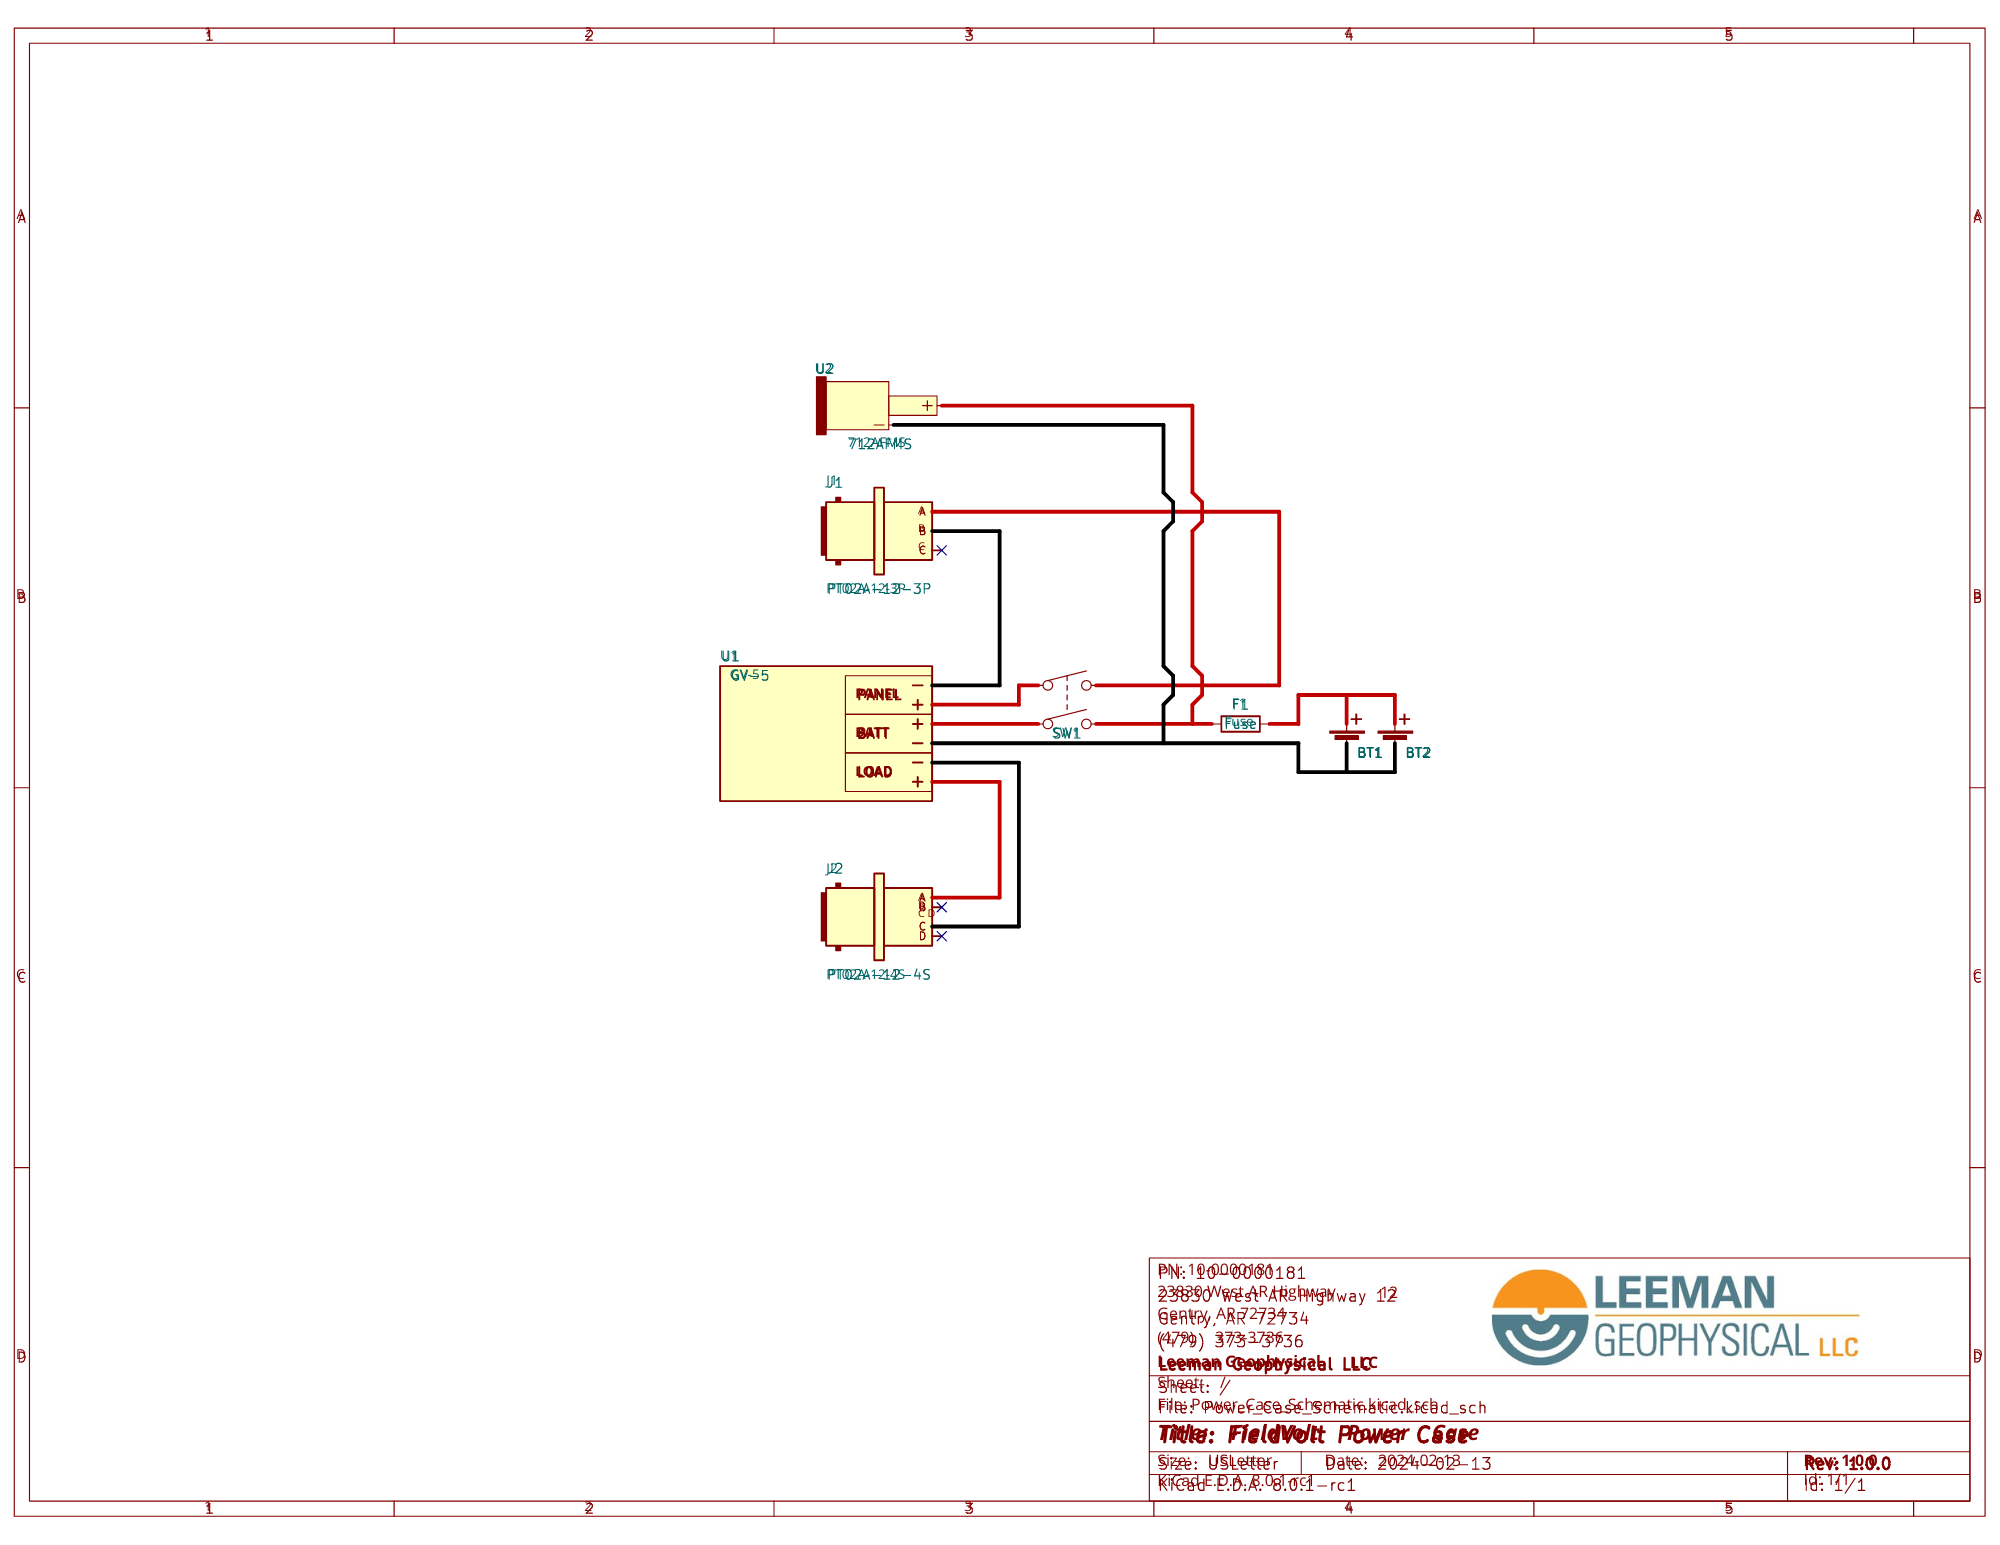 1 2 3 4 5
A A
U2
+
−
712AFMS
J1
A
B
C
PT02A-12-3P
B B
U1
GV-5
PANEL −
+
BATT +
−
LOAD −
+
SW1
F1
Fuse
+ +
BT1 BT2
J2
A
B
C
D
PT02A-12-4S
C C
D D
PN: 10-0000181
23830 West AR Highway 12
Gentry, AR 72734
(479) 373-3736
Leeman Geophysical LLC
LEEMAN
GEOPHYSICAL LLC
Sheet: /
File: Power_Case_Schematic.kicad_sch
Title: FieldVolt Power Case
Size: USLetter Date: 2024-02-13 Rev: 1.0.0
KiCad E.D.A. 8.0.1-rc1 Id: 1/1
1 2 3 4 5